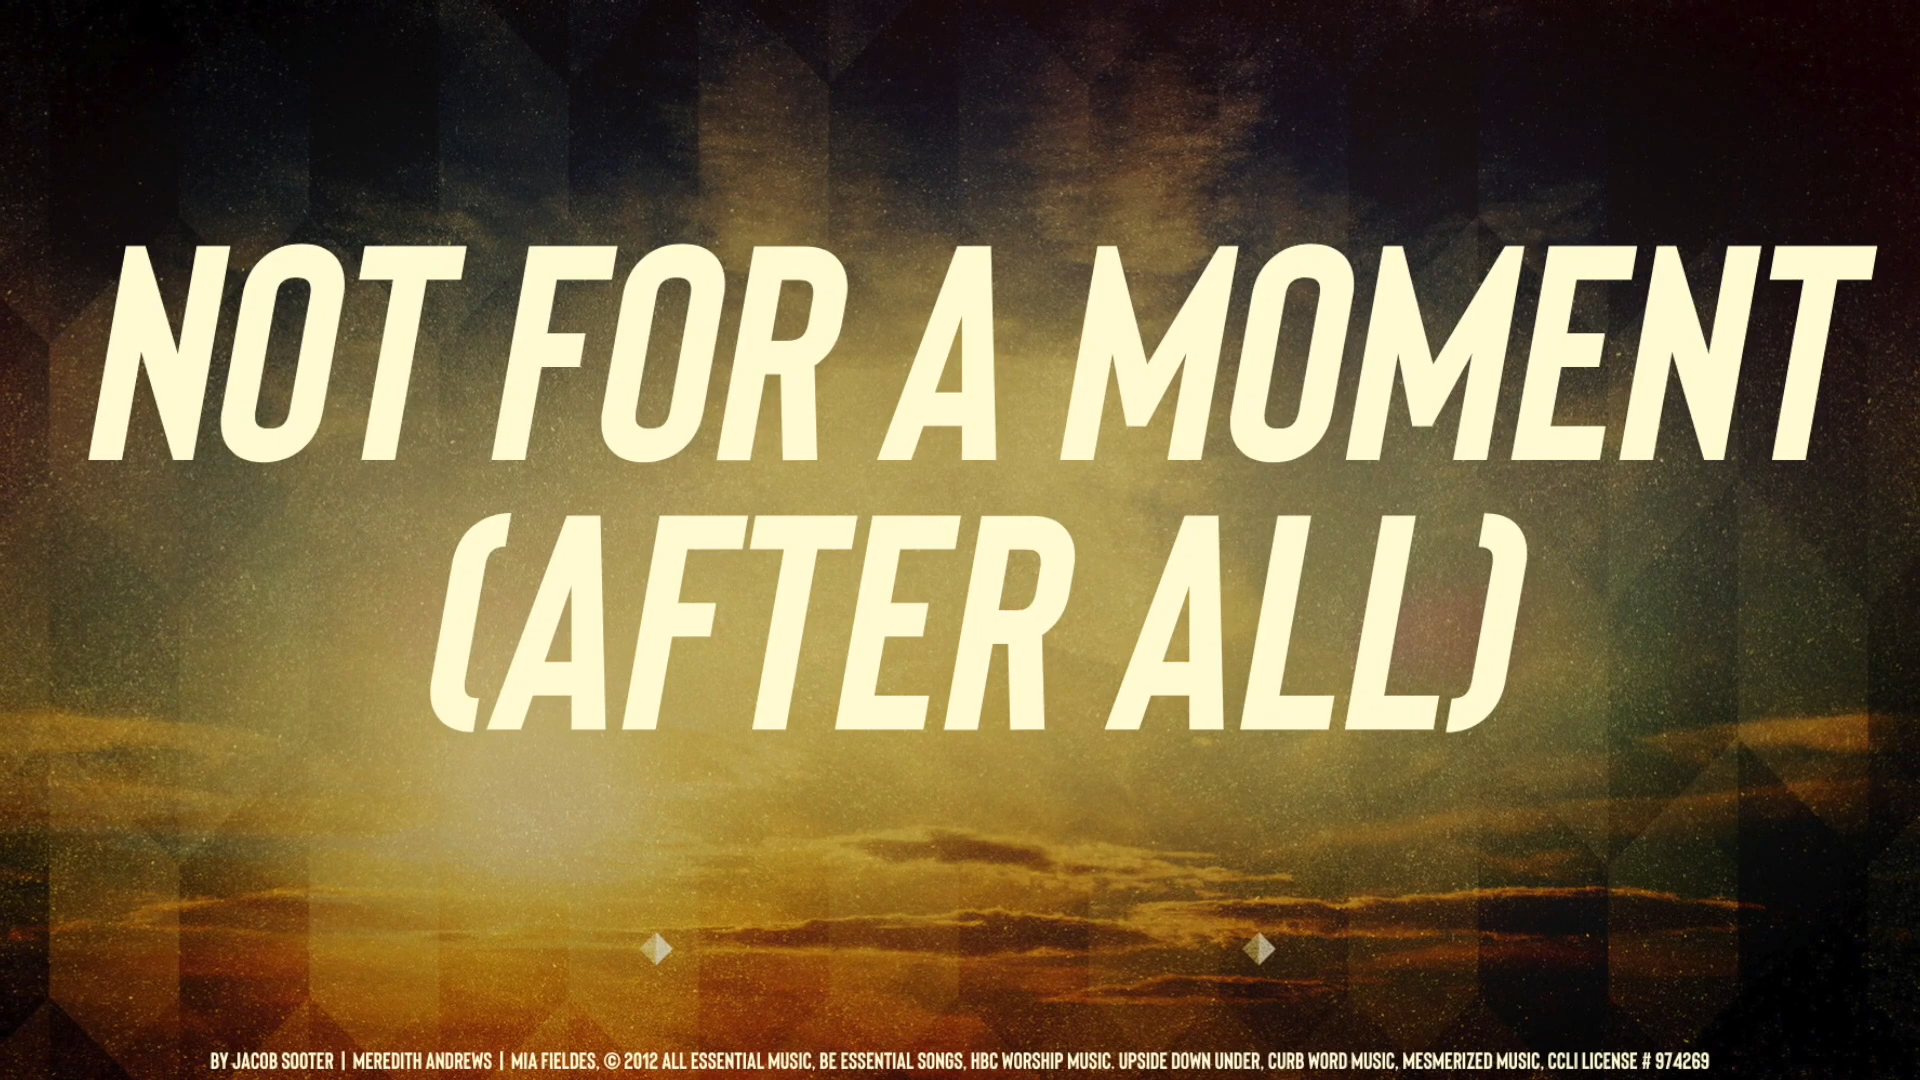 NOT FOR A MOMENT
(AFTER ALL)
BY JACOB SOOTER | MEREDITH ANDREWS | MIA FIELDES, © 2012 ALL ESSENTIAL MUSIC, BE ESSENTIAL SONGS, HBC WORSHIP MUSIC. UPSIDE DOWN UNDER, CURB WORD MUSIC, MESMERIZED MUSIC, CCLI LICENSE # 974269